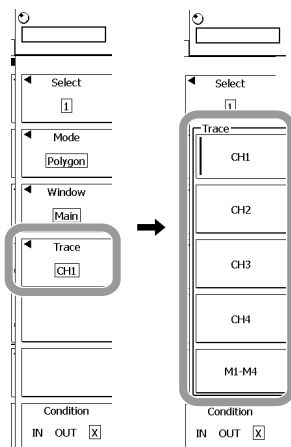 Select
1
Mode
Polygon
Window
Main
Trace
CH1
Condition
IN OUT X
Select
1
Trace
CH1
CH2
CH3
CH4
M1-M4
Condition
IN OUT X